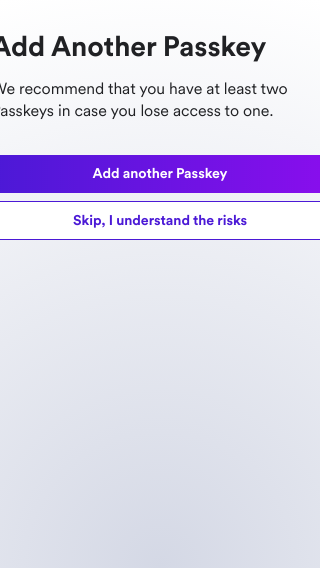 Add Another Passkey
We recommend that you have at least two
Passkeys in case you lose access to one.
Add another Passkey
Skip, I understand the risks